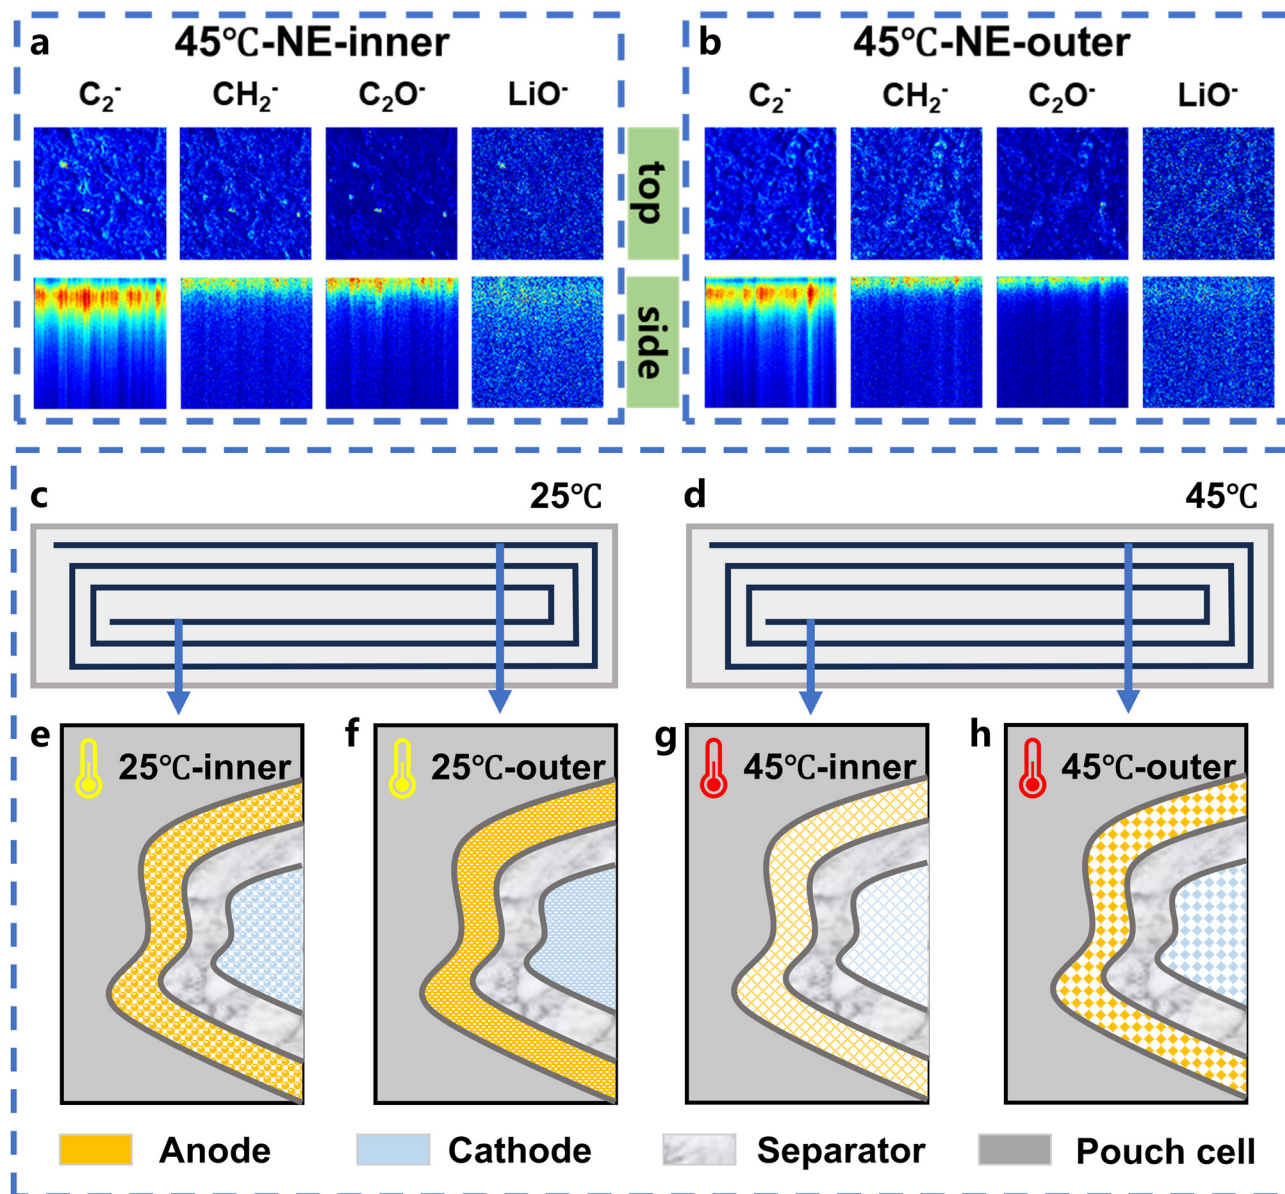 a 45℃-NE-inner
C₂⁻ CH₂⁻ C₂O⁻ LiO⁻
b 45℃-NE-outer
C₂⁻ CH₂⁻ C₂O⁻ LiO⁻
top
side
c 25℃
d 45℃
e 25℃-inner
f 25℃-outer
g 45℃-inner
h 45℃-outer
Anode Cathode Separator Pouch cell